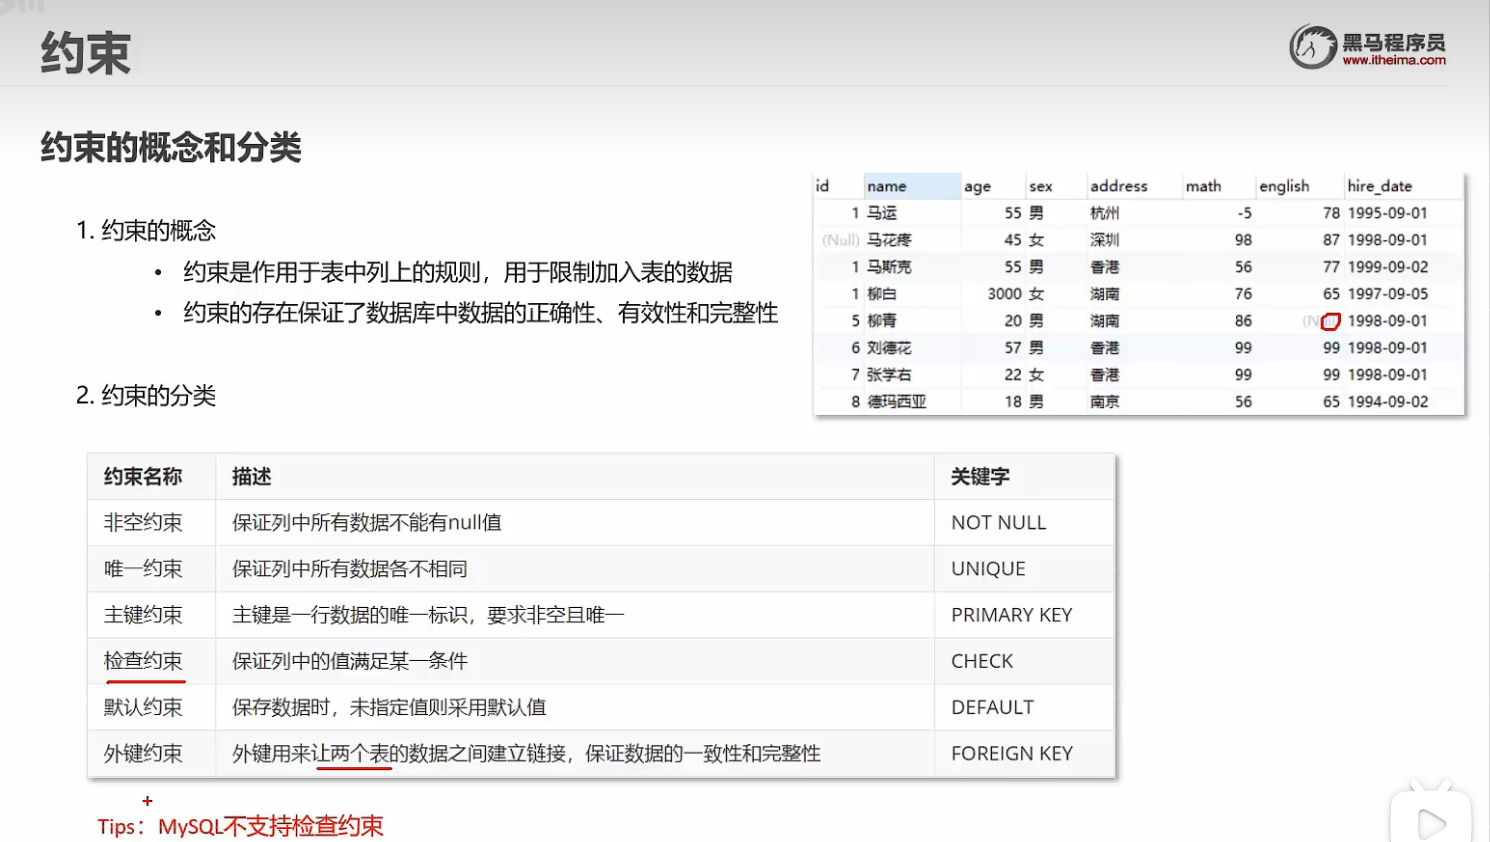 约束
黑马程序员
www.itheima.com
约束的概念和分类
1. 约束的概念
• 约束是作用于表中列上的规则，用于限制加入表的数据
• 约束的存在保证了数据库中数据的正确性、有效性和完整性
id name age sex address math english hire_date
1 马运 55 男 杭州 -5 78 1995-09-01
(Null) 马花疼 45 女 深圳 98 87 1998-09-01
1 马斯克 55 男 香港 56 77 1999-09-02
1 柳白 3000 女 湖南 76 65 1997-09-05
5 柳青 20 男 湖南 86 (Null) 1998-09-01
6 刘德花 57 男 香港 99 99 1998-09-01
7 张学右 22 女 香港 99 99 1998-09-01
8 德玛西亚 18 男 南京 56 65 1994-09-02
2. 约束的分类
约束名称 描述 关键字
非空约束 保证列中所有数据不能有null值 NOT NULL
唯一约束 保证列中所有数据各不相同 UNIQUE
主键约束 主键是一行数据的唯一标识，要求非空且唯一 PRIMARY KEY
检查约束 保证列中的值满足某一条件 CHECK
默认约束 保存数据时，未指定值则采用默认值 DEFAULT
外键约束 外键用来让两个表的数据之间建立链接，保证数据的一致性和完整性 FOREIGN KEY
Tips：MySQL不支持检查约束